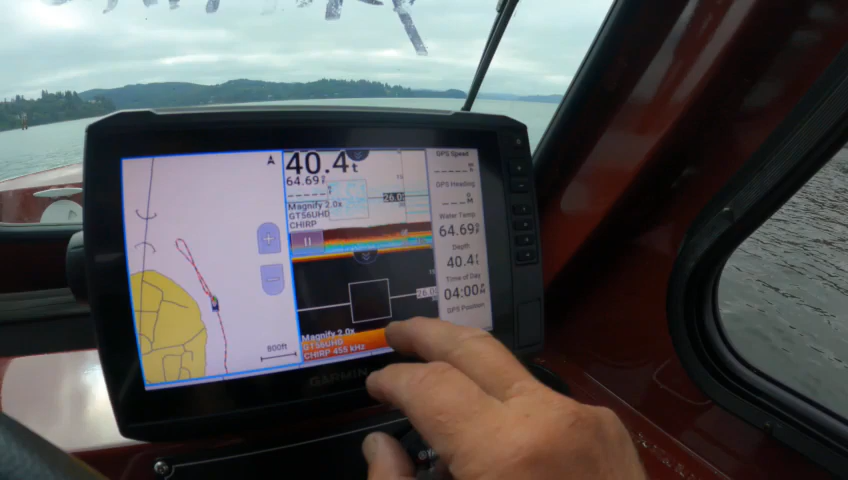 40.4t
64.69°F
Magnify 2.0x
GT56UHD
CHIRP
26.0
Magnify 2.0x
GT56UHD
CHIRP 455 kHz
26.0
800ft
GPS Speed
GPS Heading
Water Temp
64.69
Depth
40.4
Time of Day
04:00
GPS Position
GARMIN